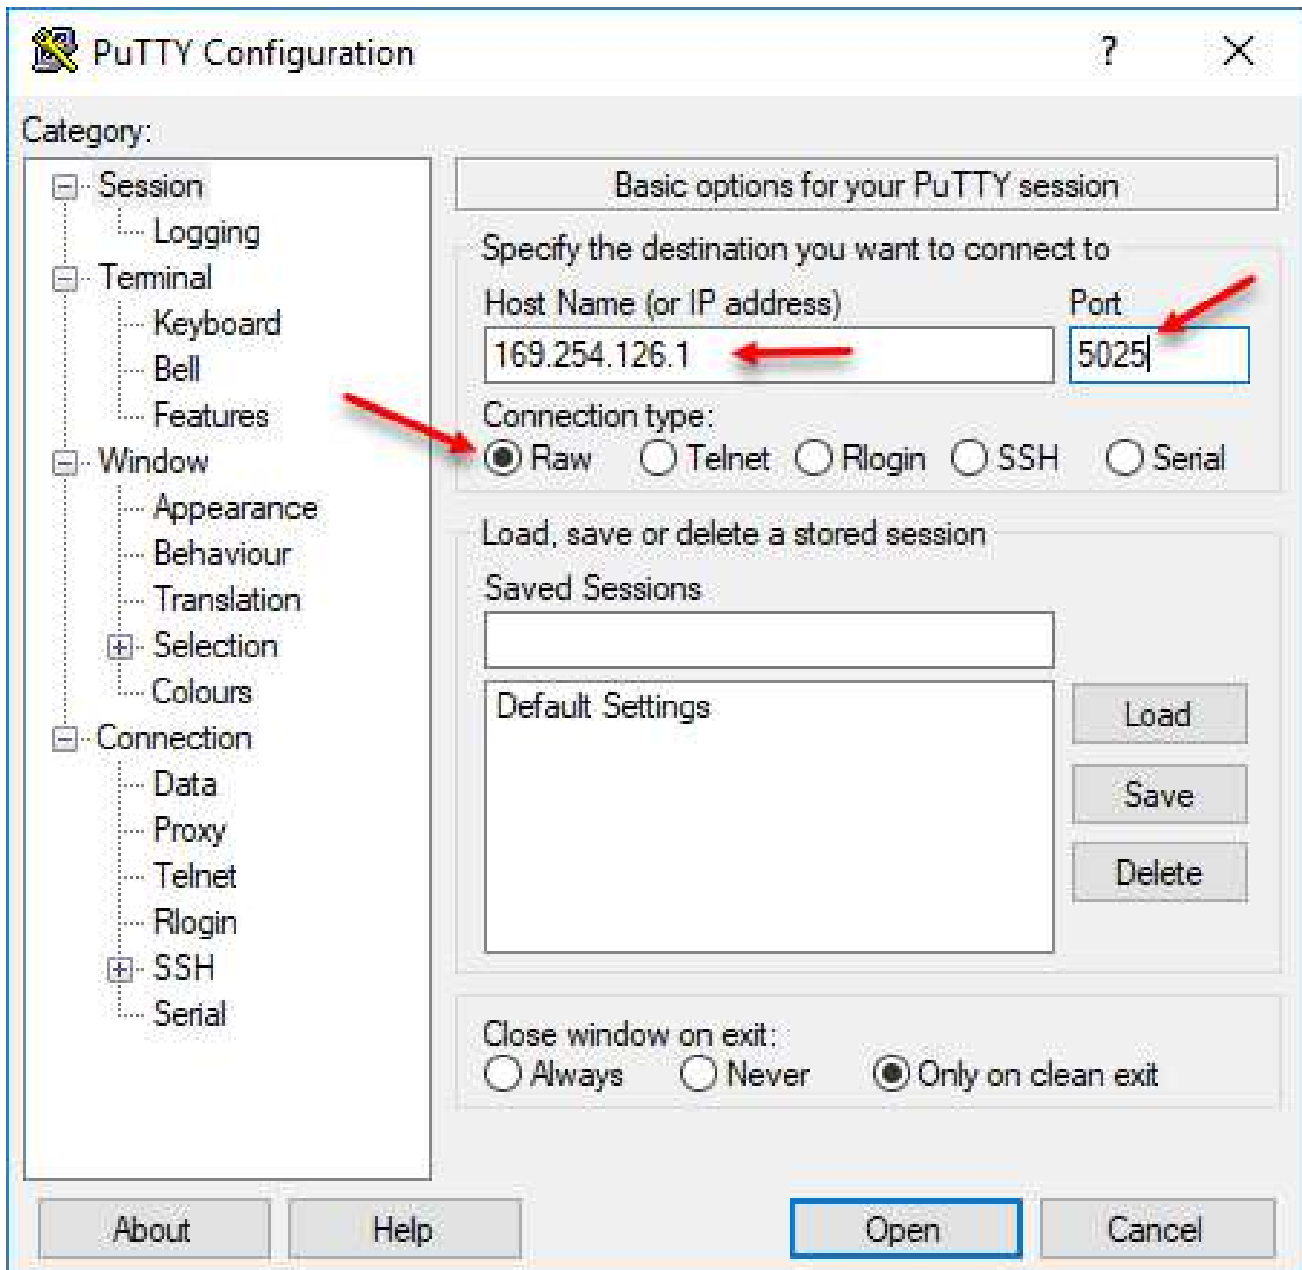 PuTTY Configuration
?
Category:
Session
Logging
Terminal
Keyboard
Bell
Features
Window
Appearance
Behaviour
Translation
Selection
Colours
Connection
Data
Proxy
Telnet
Rlogin
SSH
Serial
Basic options for your PuTTY session
Specify the destination you want to connect to
Host Name (or IP address) Port
169.254.126.1 5025
Connection type:
Raw Telnet Rlogin SSH Serial
Load, save or delete a stored session
Saved Sessions
Default Settings
Load
Save
Delete
Close window on exit:
Always Never Only on clean exit
About Help Open Cancel